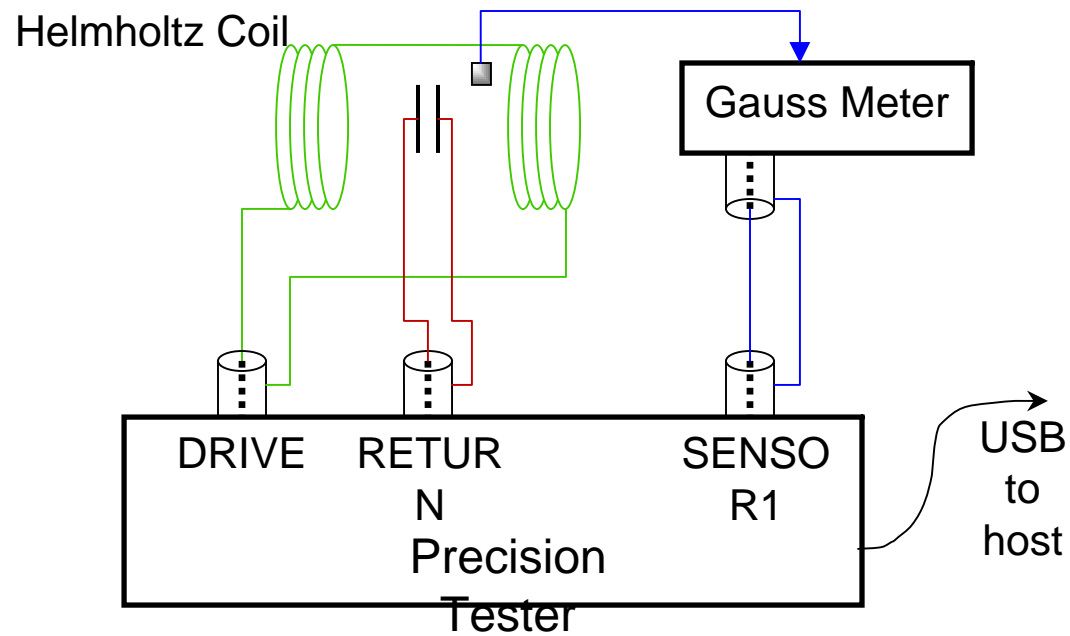 Helmholtz Coil
Gauss Meter
DRIVE
RETUR
N
SENSO
R1
USB
to
host
Precision
Tester